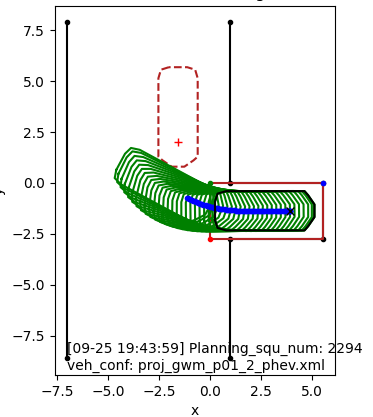 7.5
5.0
2.5
0.0
−2.5
−5.0
−7.5
[09-25 19:43:59] Planning_squ_num: 2294
veh_conf: proj_gwm_p01_2_phev.xml
−7.5 −5.0 −2.5 0.0 2.5 5.0
x